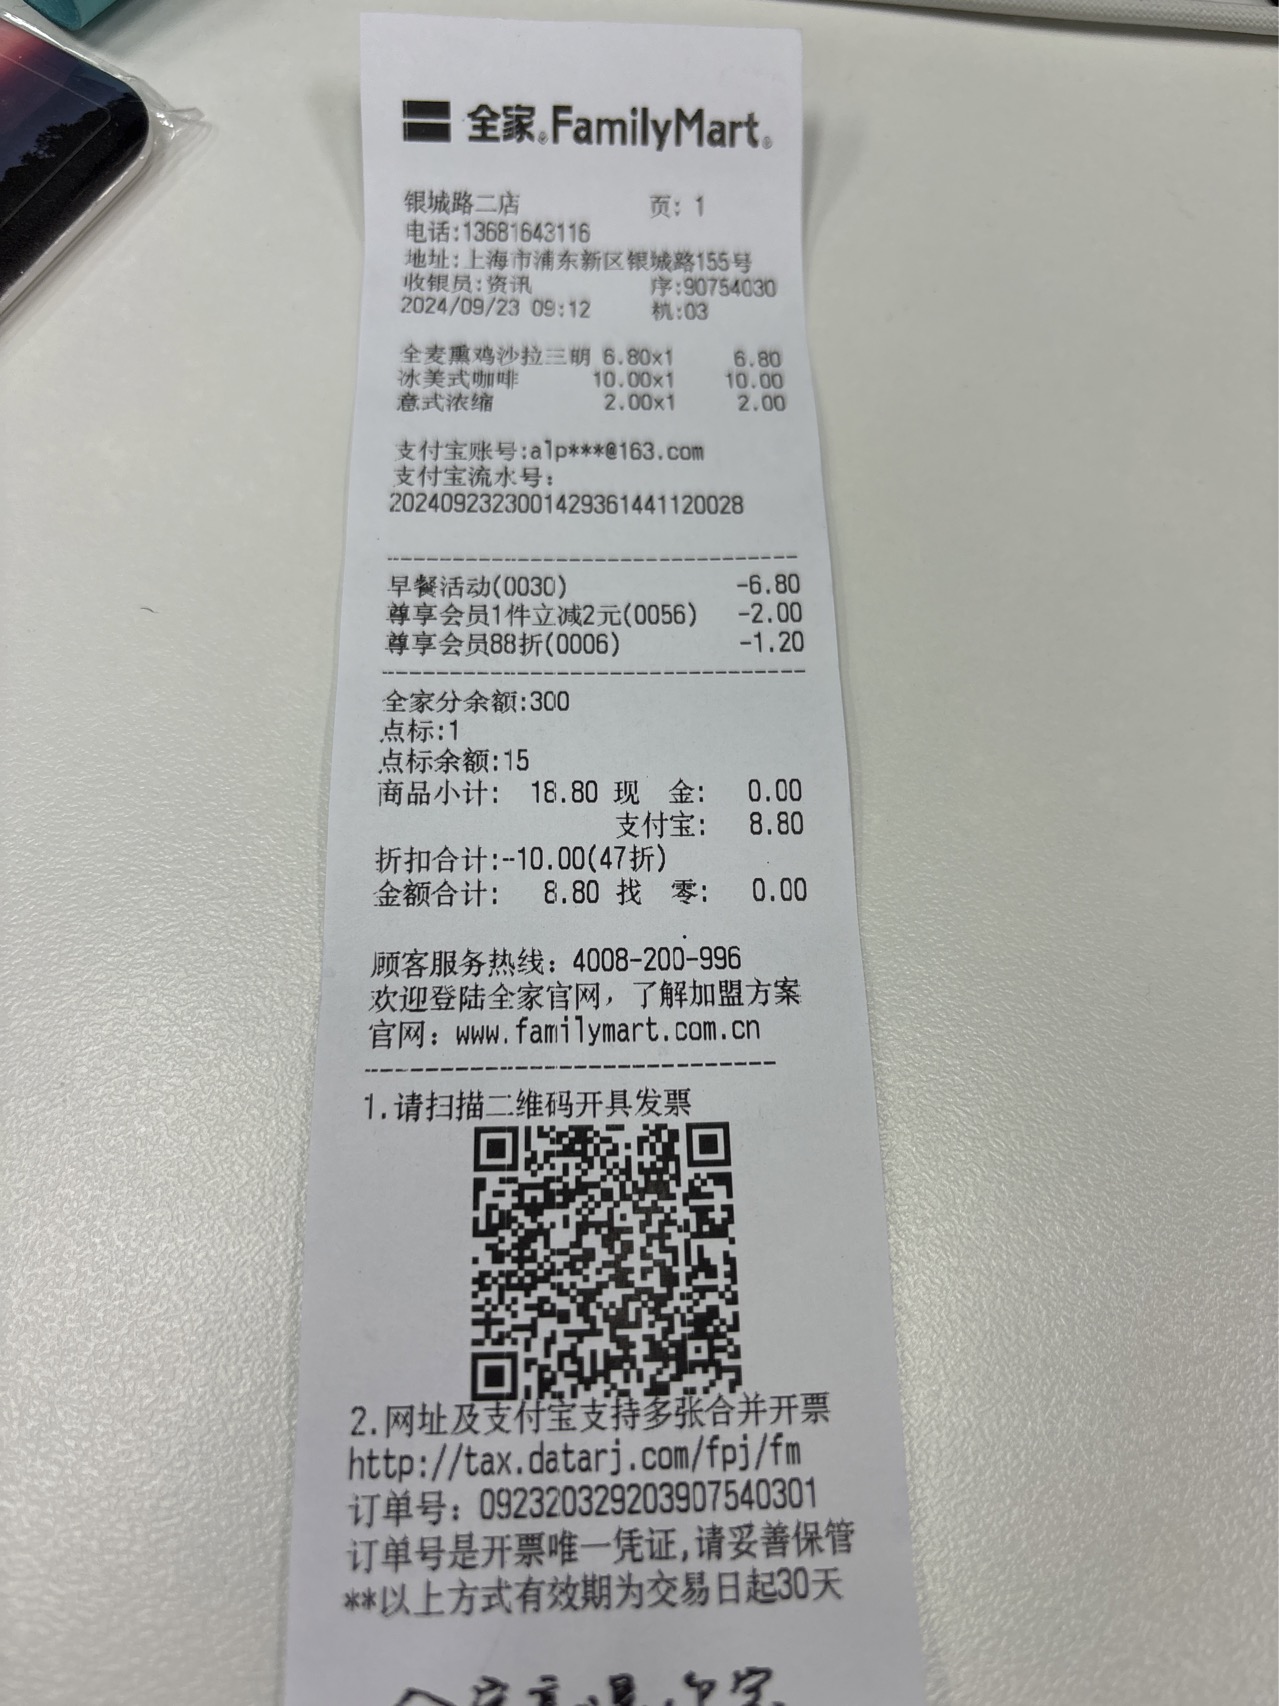 全家 FamilyMart
银城路二店 页: 1
电话:13681643116
地址:上海市浦东新区银城路155号
收银员:资讯 序:90754030
2024/09/23 09:12 机:03
全麦熏鸡沙拉三明 6.80x1 6.80
冰美式咖啡 10.00x1 10.00
意式浓缩 2.00x1 2.00
支付宝账号:alp***@163.com
支付宝流水号:
2024092323001429361441120028
早餐活动(0030) -6.80
尊享会员1件立减2元(0056) -2.00
尊享会员88折(0006) -1.20
全家分余额:300
点标:1
点标余额:15
商品小计: 18.80 现 金: 0.00
支付宝: 8.80
折扣合计:-10.00(47折)
金额合计: 8.80 找 零: 0.00
顾客服务热线: 4008-200-996
欢迎登陆全家官网，了解加盟方案
官网: www.familymart.com.cn
1.请扫描二维码开具发票
2.网址及支付宝支持多张合并开票
http://tax.datarj.com/fpj/fm
订单号: 092320329203907540301
订单号是开票唯一凭证,请妥善保管
**以上方式有效期为交易日起30天